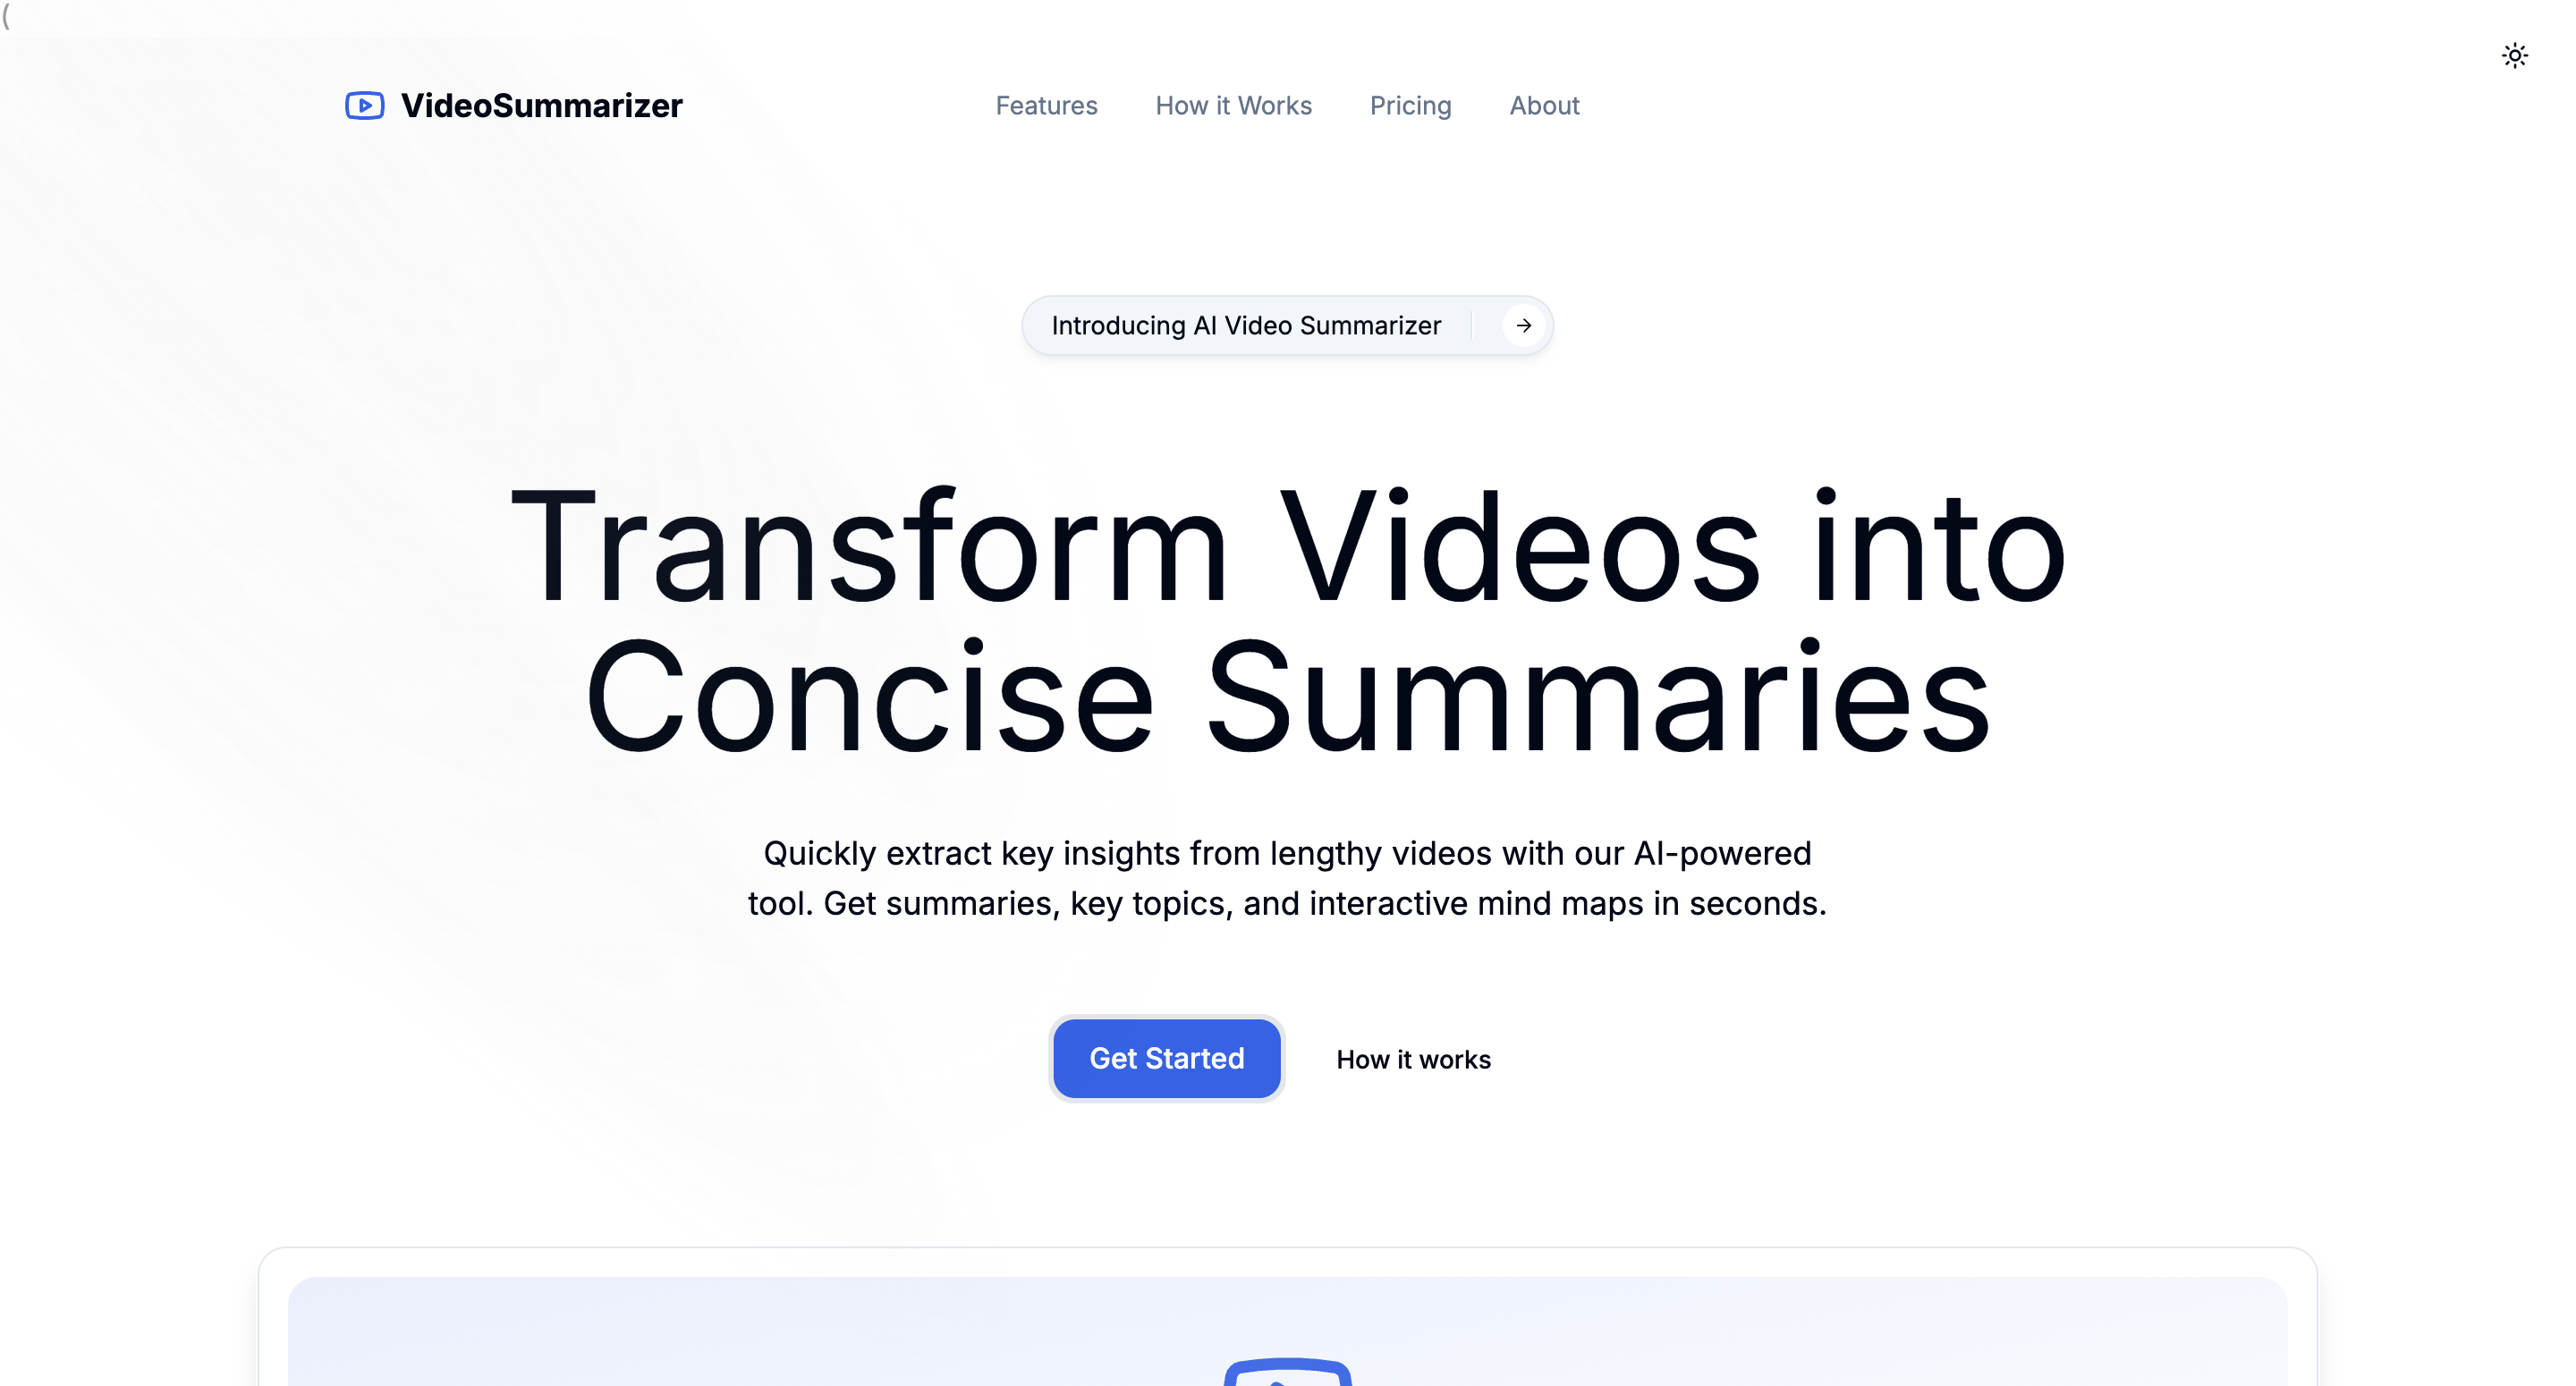 (
VideoSummarizer
Features
How it Works
Pricing
About
Introducing AI Video Summarizer
Transform Videos into
Concise Summaries
Quickly extract key insights from lengthy videos with our AI-powered
tool. Get summaries, key topics, and interactive mind maps in seconds.
Get Started
How it works